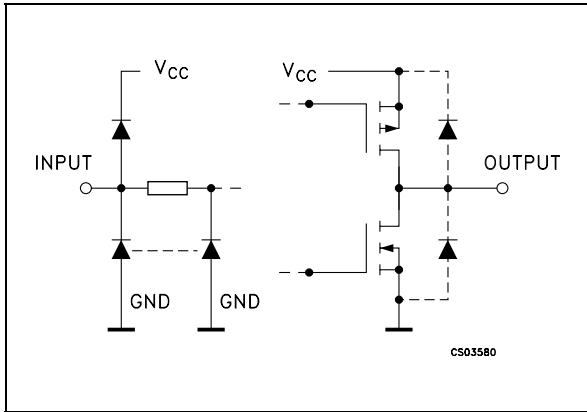 VCC
VCC
INPUT
OUTPUT
GND
GND
CS03580